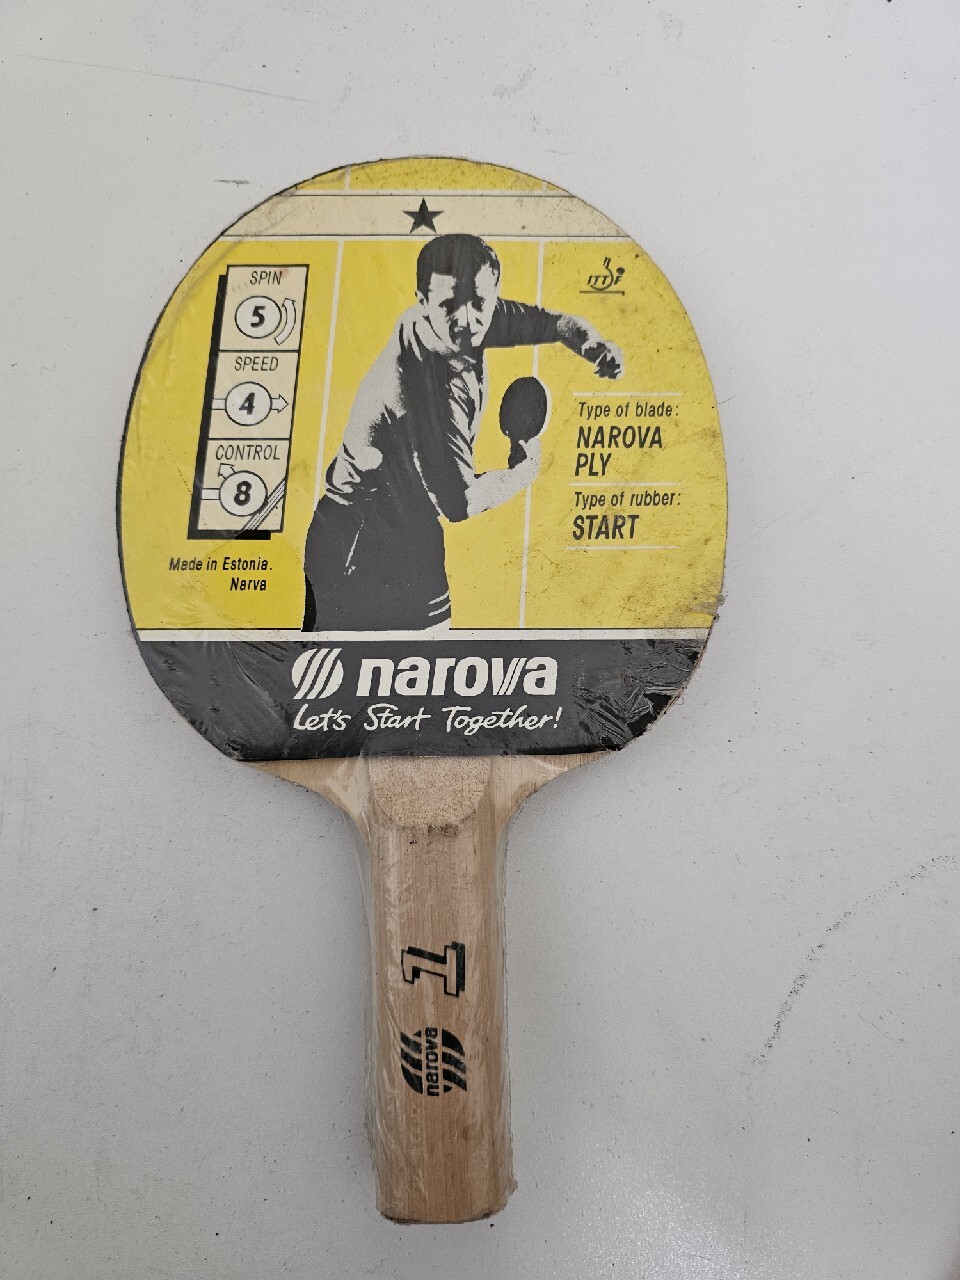 SPIN
5
SPEED
4
CONTROL
8
ITTF
Type of blade:
NAROVA
PLY
Type of rubber:
START
Made in Estonia.
Narva
narova
Let's Start Together!
1
narova